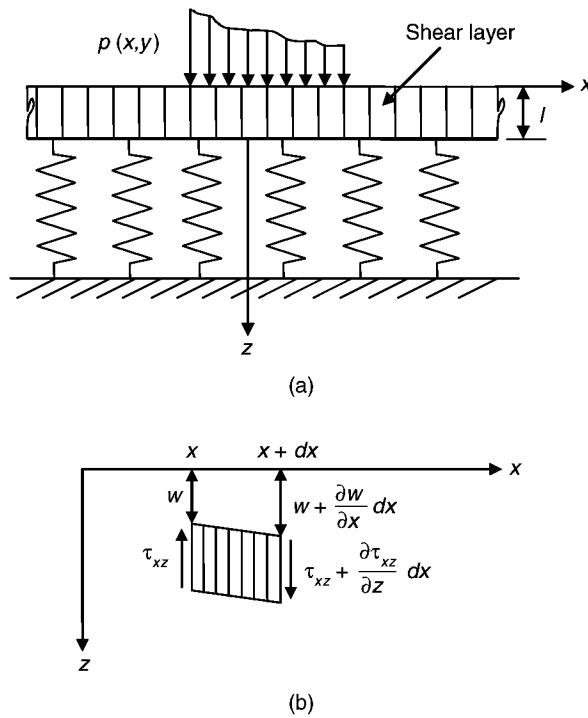 p (x,y)
Shear layer
x
l
z
(a)
x x + dx
x
w
w + ∂w/∂x dx
τxz
τxz + ∂τxz/∂z dx
z
(b)